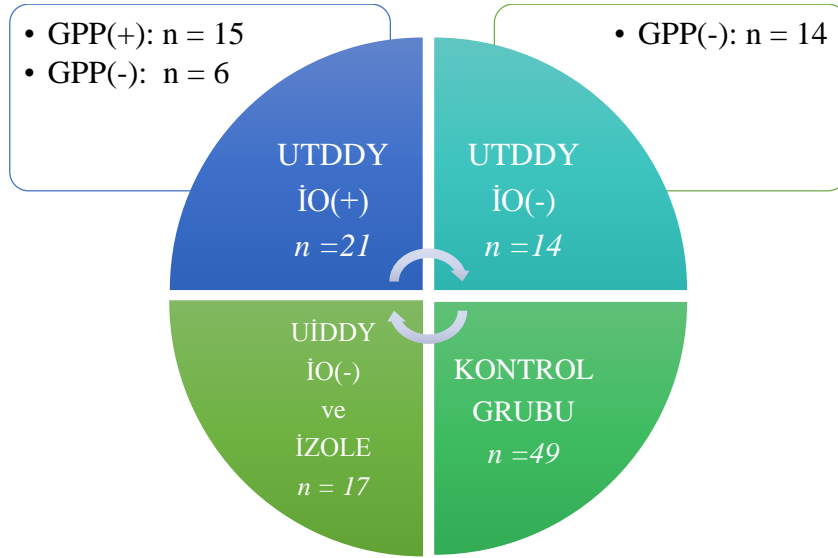 • GPP(+): n = 15
• GPP(-): n = 6
• GPP(-): n = 14
UTDDY
İO(+)
n =21
UTDDY
İO(-)
n =14
UİDDY
İO(-)
ve
İZOLE
n = 17
KONTROL
GRUBU
n =49